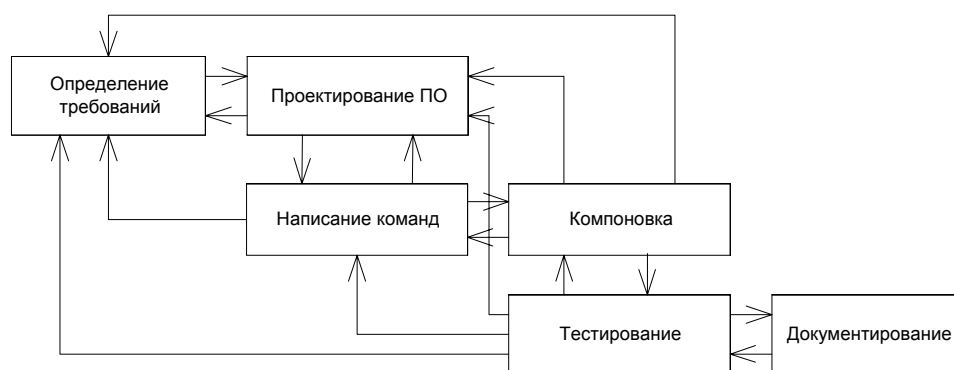 Определение
требований
Проектирование ПО
Написание команд
Компоновка
Тестирование
Документирование